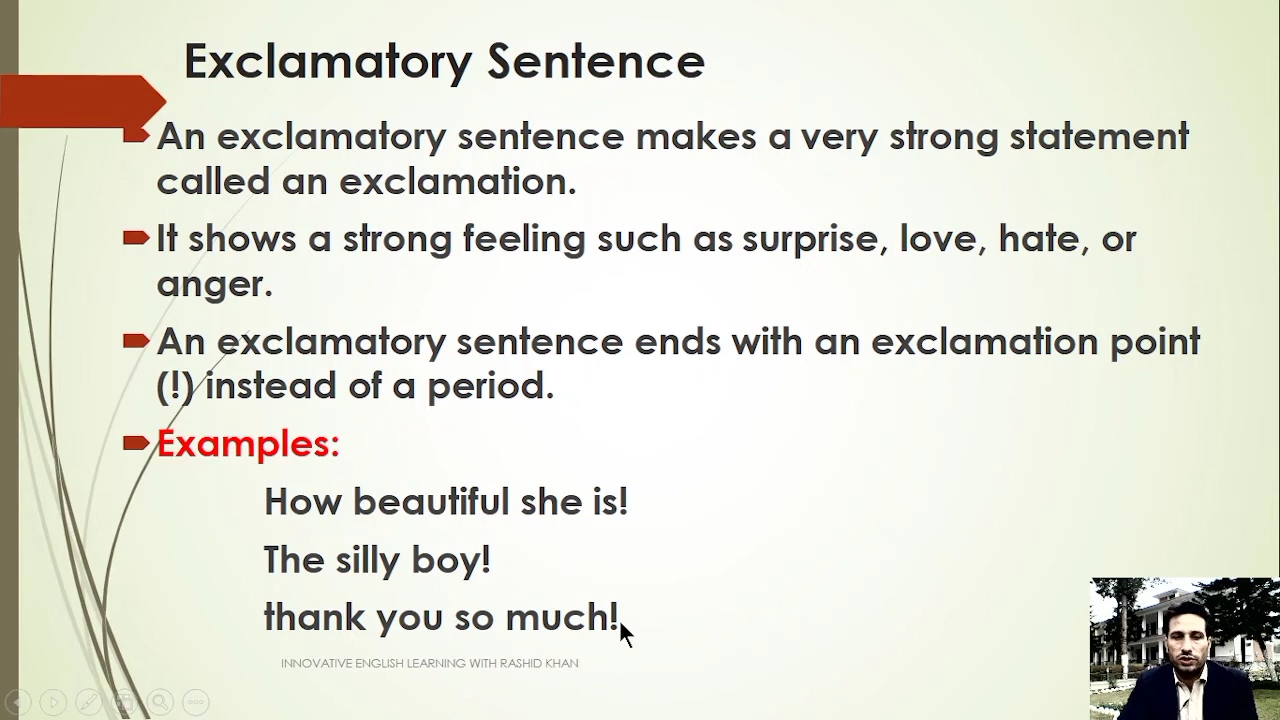 Exclamatory Sentence
An exclamatory sentence makes a very strong statement
called an exclamation.
It shows a strong feeling such as surprise, love, hate, or
anger.
An exclamatory sentence ends with an exclamation point
(!) instead of a period.
Examples:
How beautiful she is!
The silly boy!
thank you so much!
INNOVATIVE ENGLISH LEARNING WITH RASHID KHAN